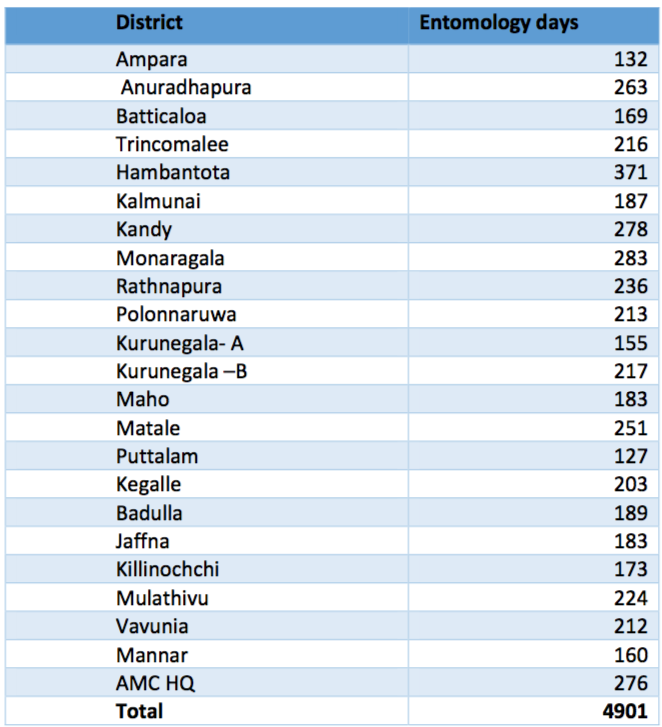 District Entomology days
Ampara 132
Anuradhapura 263
Batticaloa 169
Trincomalee 216
Hambantota 371
Kalmunai 187
Kandy 278
Monaragala 283
Rathnapura 236
Polonnaruwa 213
Kurunegala- A 155
Kurunegala –B 217
Maho 183
Matale 251
Puttalam 127
Kegalle 203
Badulla 189
Jaffna 183
Killinochchi 173
Mulathivu 224
Vavunia 212
Mannar 160
AMC HQ 276
Total 4901